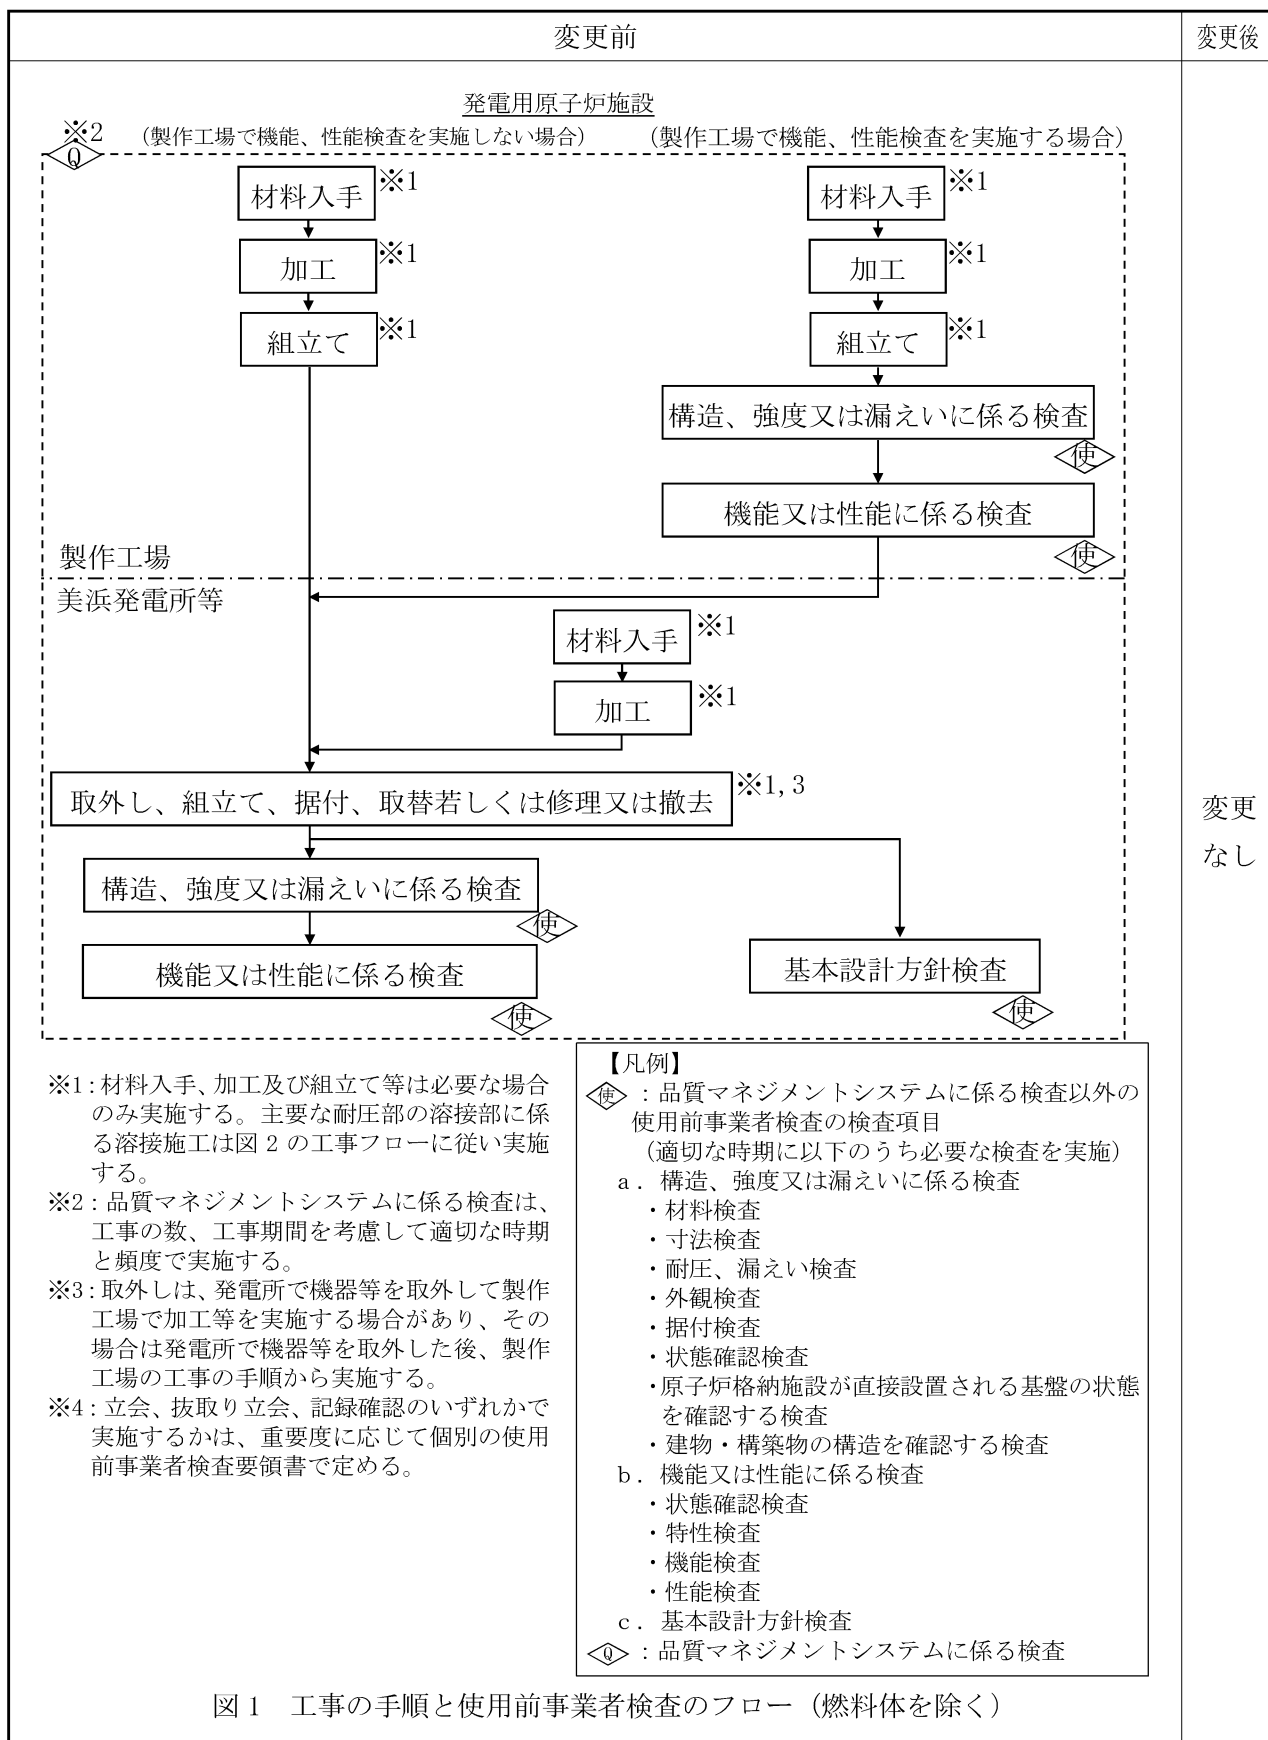 変更前
変更後
発電用原子炉施設
※2
(製作工場で機能、性能検査を実施しない場合)
(製作工場で機能、性能検査を実施する場合)
Q
材料入手
※1
加工
※1
組立て
※1
材料入手
※1
加工
※1
組立て
※1
構造、強度又は漏えいに係る検査
使
機能又は性能に係る検査
使
製作工場
美浜発電所等
材料入手
※1
加工
※1
取外し、組立て、据付、取替若しくは修理又は撤去
※1, 3
構造、強度又は漏えいに係る検査
使
機能又は性能に係る検査
使
基本設計方針検査
使
変更
なし
※1:材料入手、加工及び組立て等は必要な場合
のみ実施する。主要な耐圧部の溶接部に係
る溶接施工は図2の工事フローに従い実施
する。
※2:品質マネジメントシステムに係る検査は、
工事の数、工事期間を考慮して適切な時期
と頻度で実施する。
※3:取外しは、発電所で機器等を取外して製作
工場で加工等を実施する場合があり、その
場合は発電所で機器等を取外した後、製作
工場の工事の手順から実施する。
※4:立会、抜取り立会、記録確認のいずれかで
実施するかは、重要度に応じて個別の使用
前事業者検査要領書で定める。
【凡例】
使:品質マネジメントシステムに係る検査以外の
使用前事業者検査の検査項目
(適切な時期に以下のうち必要な検査を実施)
a. 構造、強度又は漏えいに係る検査
・材料検査
・寸法検査
・耐圧、漏えい検査
・外観検査
・据付検査
・状態確認検査
・原子炉格納施設が直接設置される基盤の状態
を確認する検査
・建物・構築物の構造を確認する検査
b. 機能又は性能に係る検査
・状態確認検査
・特性検査
・機能検査
・性能検査
c. 基本設計方針検査
Q:品質マネジメントシステムに係る検査
図1 工事の手順と使用前事業者検査のフロー(燃料体を除く)